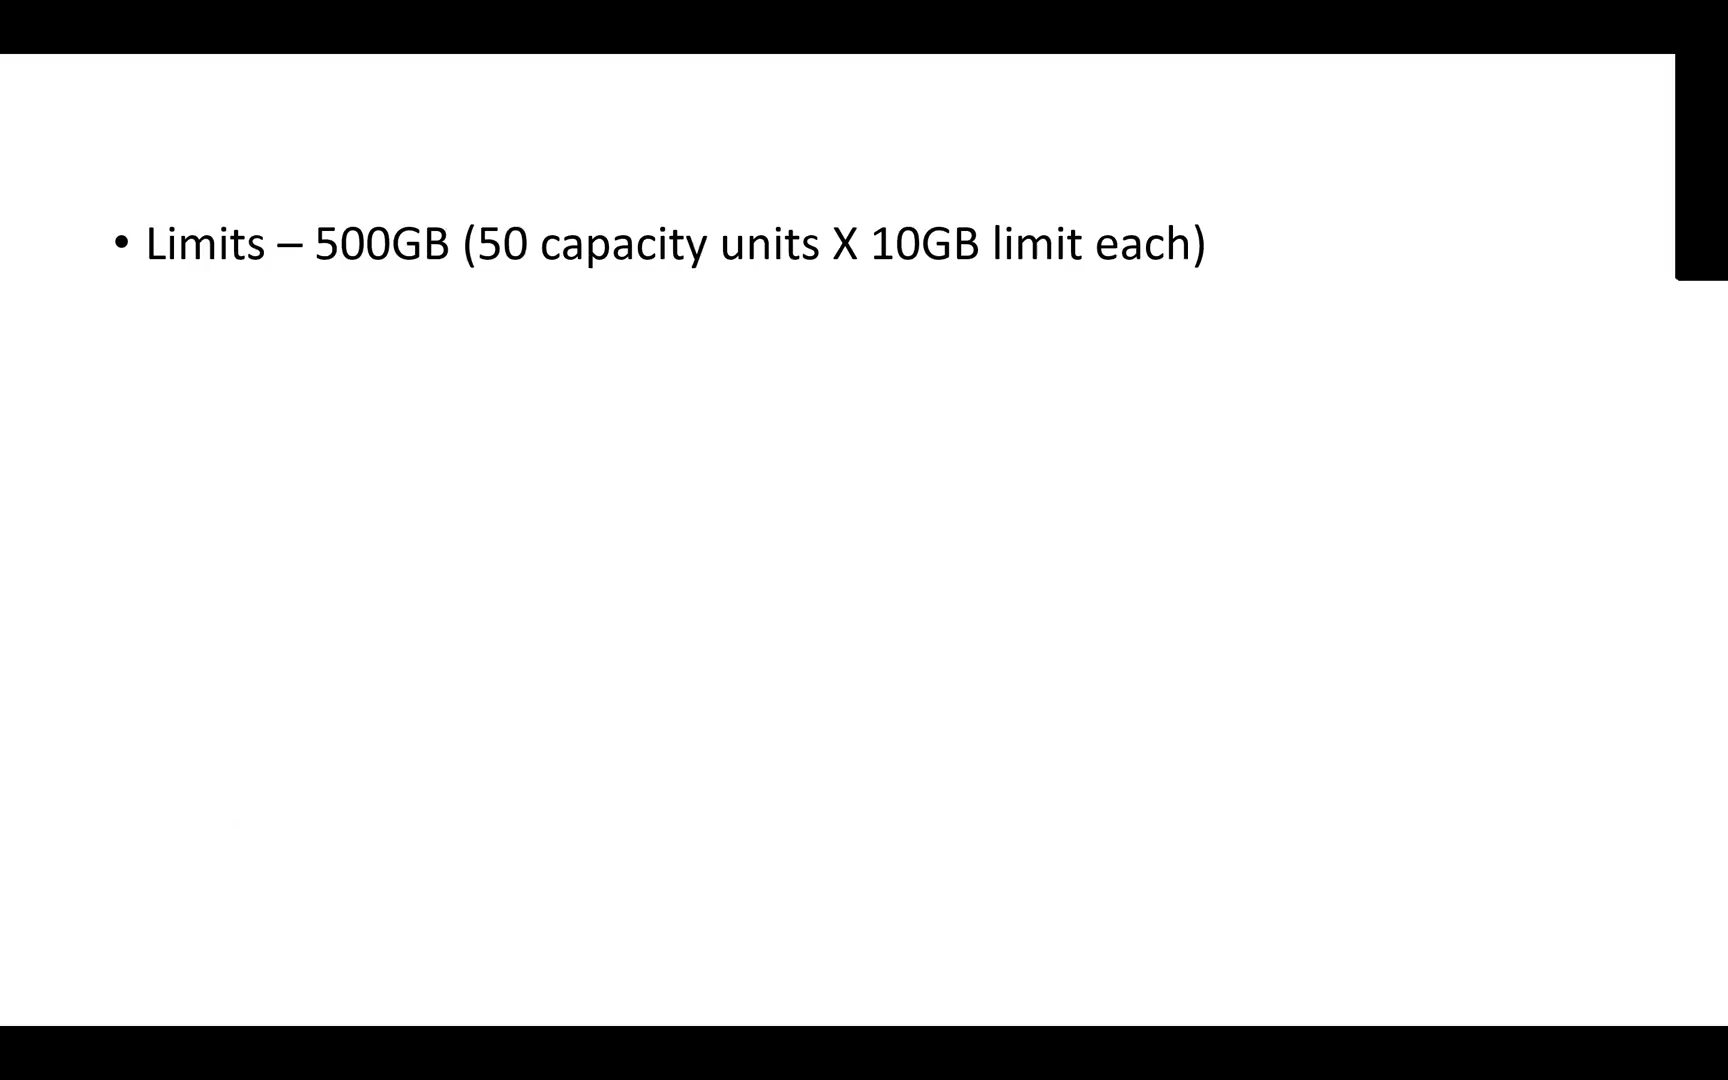 • Limits – 500GB (50 capacity units X 10GB limit each)